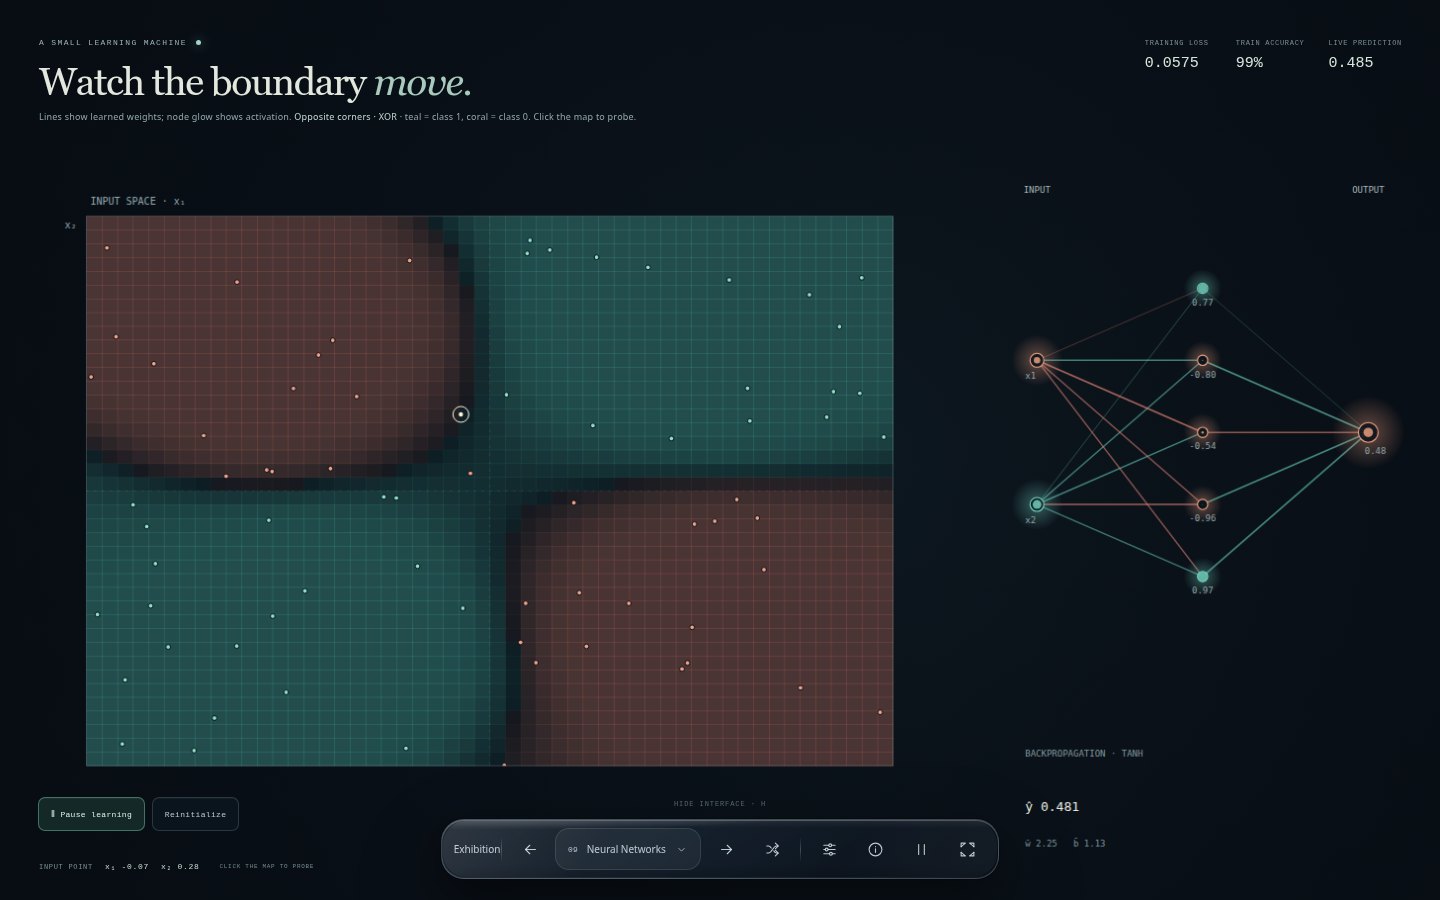 A SMALL LEARNING MACHINE
Watch the boundary move.
Lines show learned weights; node glow shows activation. Opposite corners · XOR · teal = class 1, coral = class 0. Click the map to probe.
TRAINING LOSS
0.0575
TRAIN ACCURACY
99%
LIVE PREDICTION
0.485
INPUT SPACE · x₁
x₂
INPUT
OUTPUT
0.77
x1
-0.80
-0.54
0.48
x2
-0.96
0.97
BACKPROPAGATION · TANH
ŷ 0.481
2.25
1.13
Pause learning
Reinitialize
INPUT POINT x₁ -0.07 x₂ 0.28 CLICK THE MAP TO PROBE
HIDE INTERFACE · H
Exhibition
09 Neural Networks